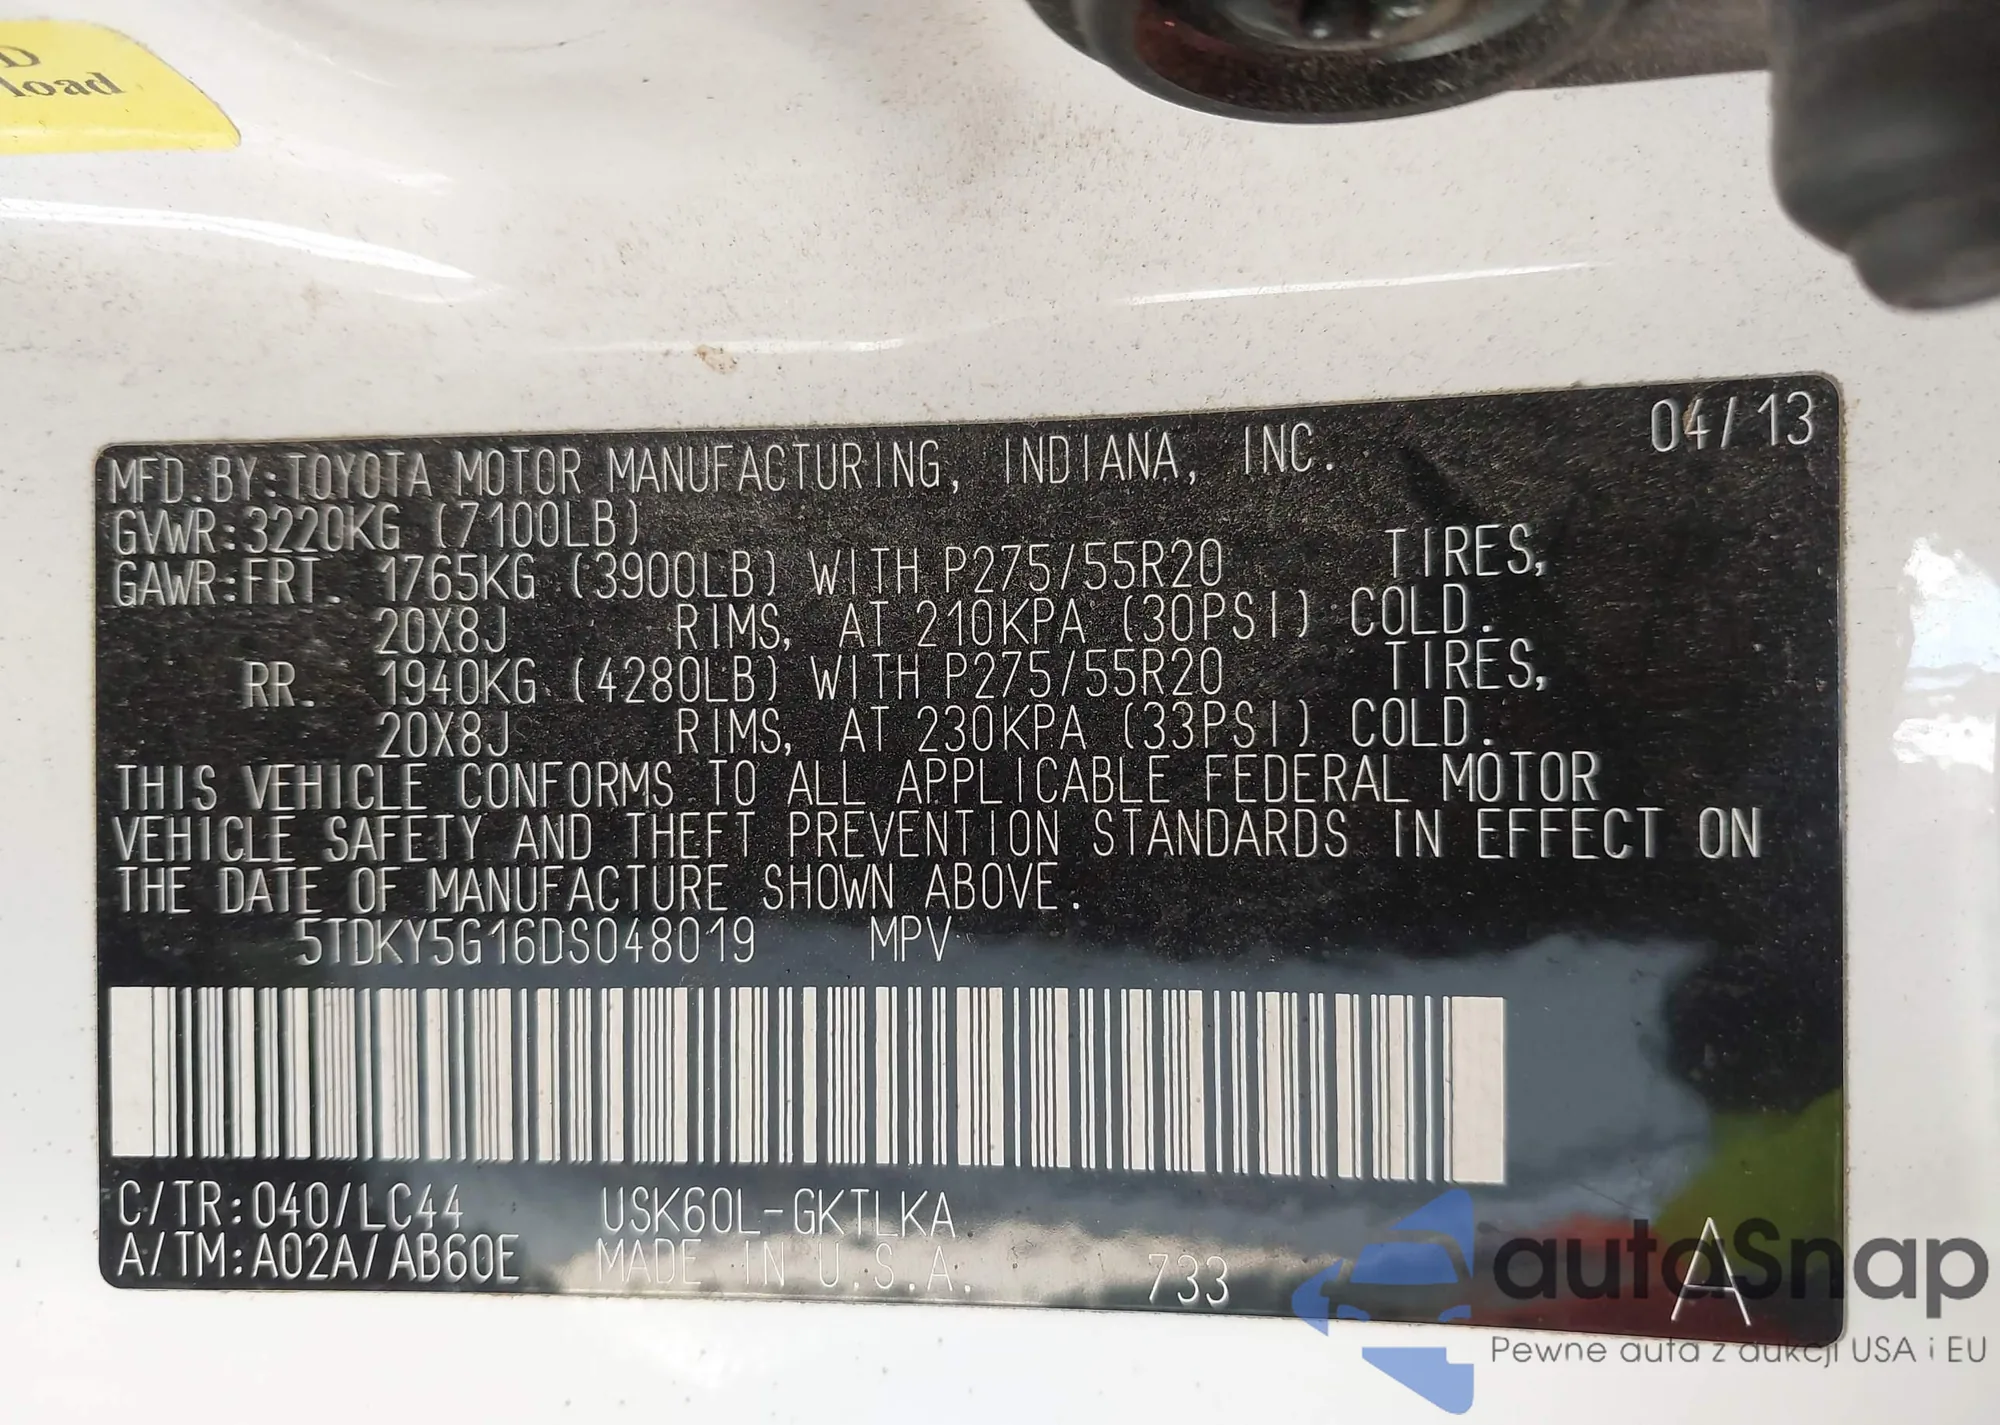 D
load
04/13
MFD.BY:TOYOTA MOTOR MANUFACTURING, INDIANA, INC.
GVWR:3220KG (7100LB)
GAWR:FRT. 1765KG (3900LB) WITH P275/55R20 TIRES,
20X8J RIMS, AT 210KPA (30PSI) COLD.
RR. 1940KG (4280LB) WITH P275/55R20 TIRES,
20X8J RIMS, AT 230KPA (33PSI) COLD.
THIS VEHICLE CONFORMS TO ALL APPLICABLE FEDERAL MOTOR
VEHICLE SAFETY AND THEFT PREVENTION STANDARDS IN EFFECT ON
THE DATE OF MANUFACTURE SHOWN ABOVE.
5TDKY5G16DS048019 MPV
C/TR:040/LC44 USK60L-GKTLKA
A/TM:A02A/AB60E MADE IN U.S.A. 733 A
autoSnap
Pewne auta z aukcji USA i EU